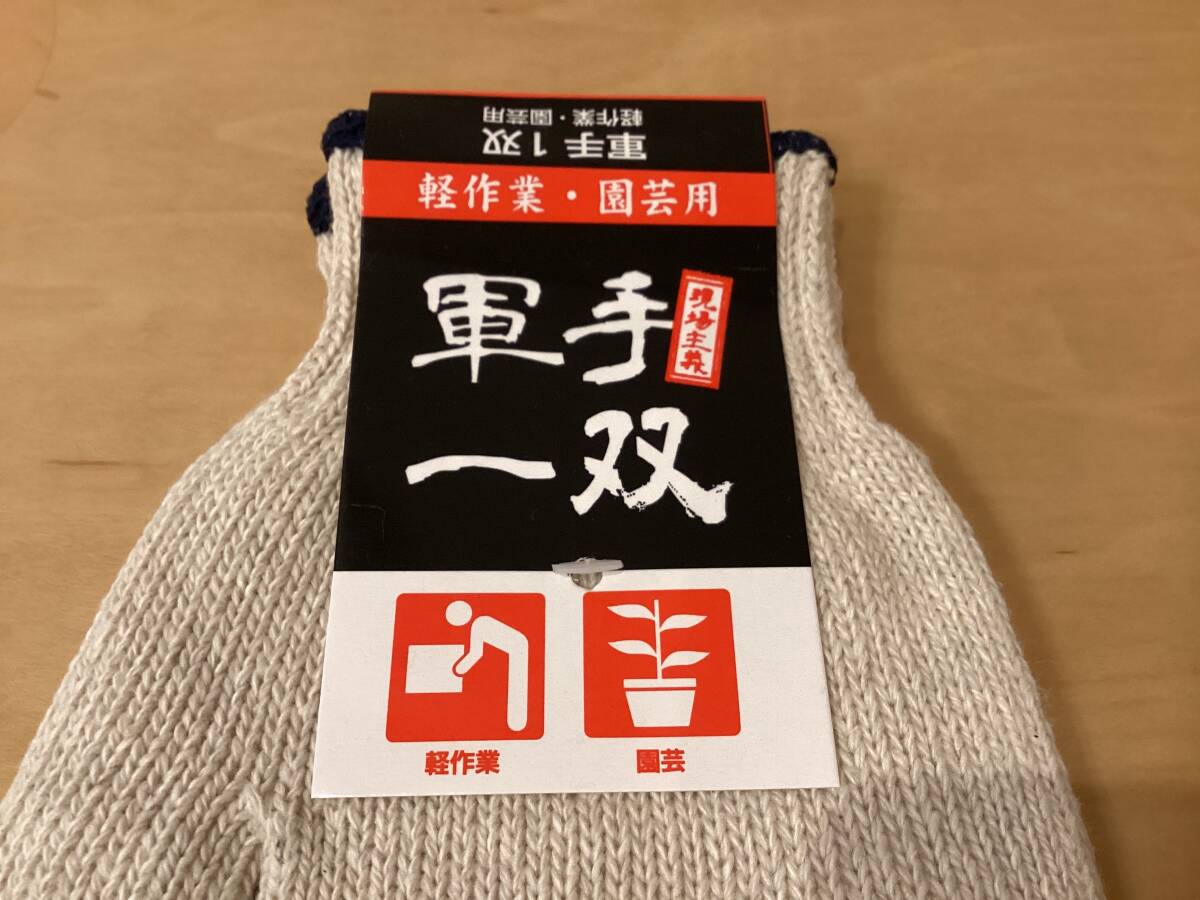 軽作業・園芸用
軍手1双
軽作業・園芸用
軍手
現場主義
一双
軽作業
園芸